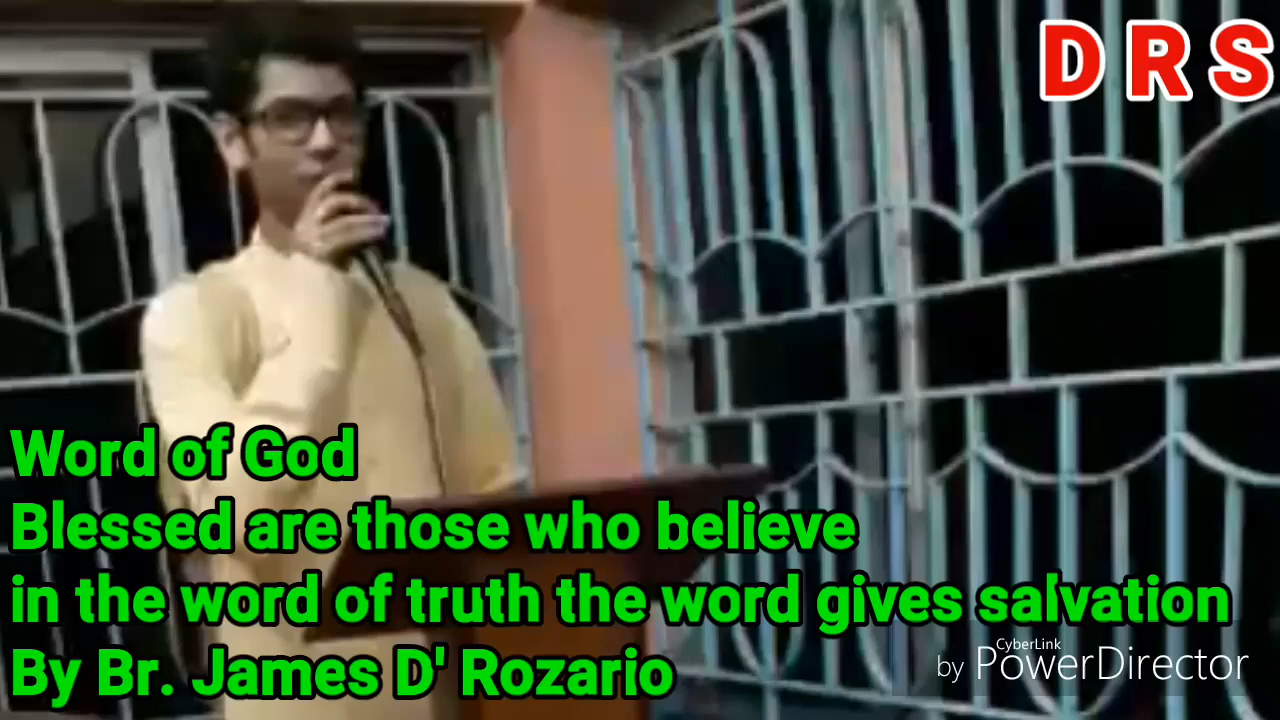 D R S
Word of God
Blessed are those who believe
in the word of truth the word gives salvation
By Br. James D' Rozario
CyberLink
by PowerDirector